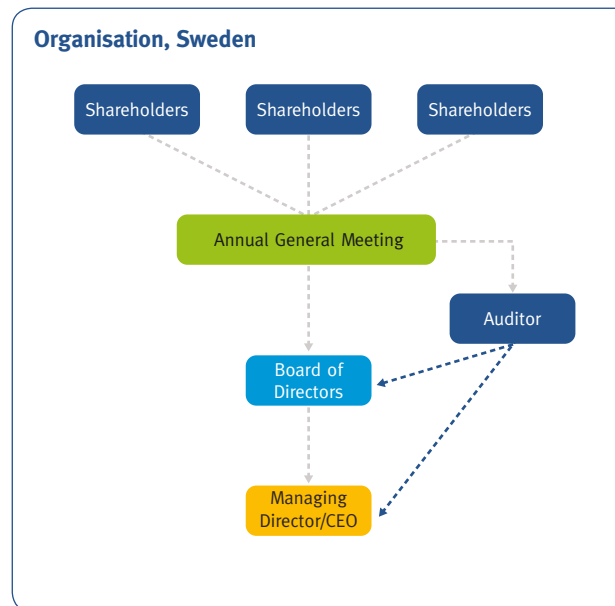 Organisation, Sweden
Shareholders
Shareholders
Shareholders
Annual General Meeting
Auditor
Board of
Directors
Managing
Director/CEO